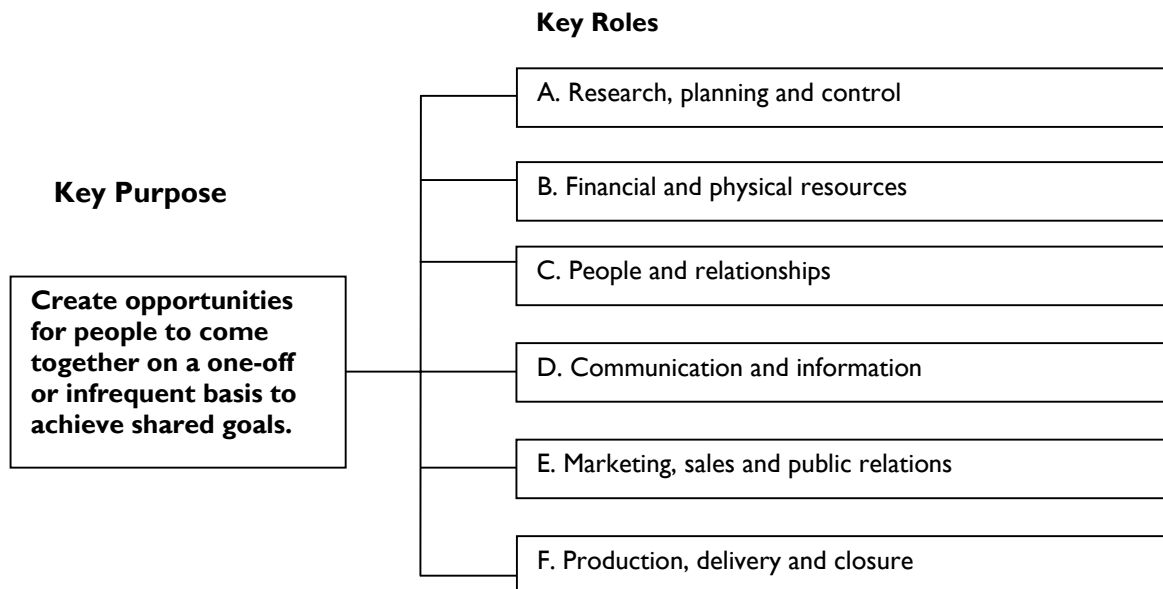 Key Roles
A. Research, planning and control
B. Financial and physical resources
Key Purpose
C. People and relationships
Create opportunities
for people to come
together on a one-off
or infrequent basis to
achieve shared goals.
D. Communication and information
E. Marketing, sales and public relations
F. Production, delivery and closure